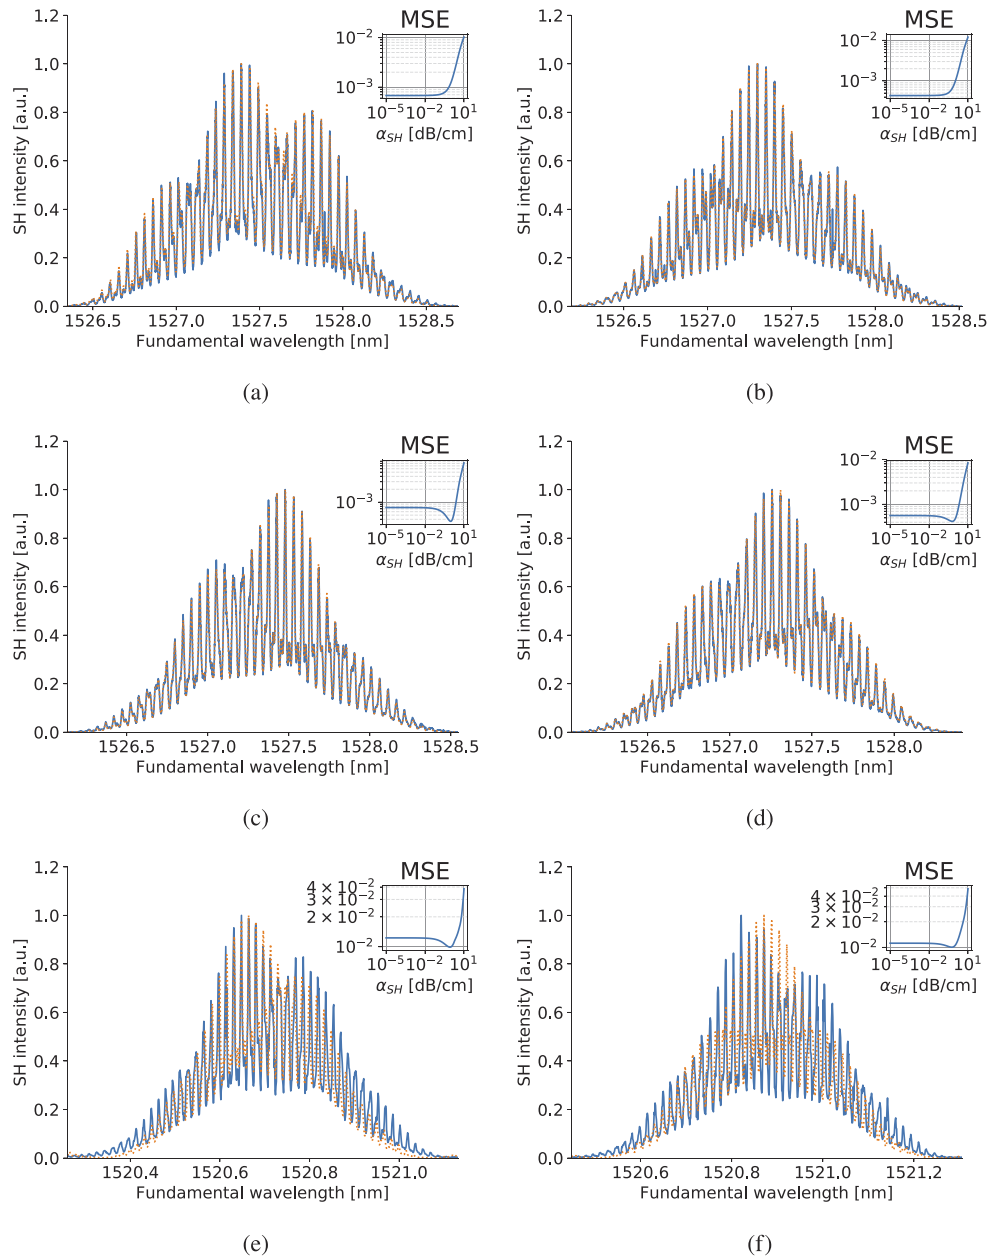 MSE
SH intensity [a.u.]
1.2
1.0
0.8
0.6
0.4
0.2
0.0
10⁻²
10⁻³
10⁻⁵ 10⁻² 10¹
α_SH [dB/cm]
1526.5 1527.0 1527.5 1528.0 1528.5
Fundamental wavelength [nm]
(a)
MSE
SH intensity [a.u.]
1.2
1.0
0.8
0.6
0.4
0.2
0.0
10⁻²
10⁻³
10⁻⁵ 10⁻² 10¹
α_SH [dB/cm]
1526.5 1527.0 1527.5 1528.0 1528.5
Fundamental wavelength [nm]
(b)
MSE
SH intensity [a.u.]
1.2
1.0
0.8
0.6
0.4
0.2
0.0
10⁻³
10⁻⁵ 10⁻² 10¹
α_SH [dB/cm]
1526.5 1527.0 1527.5 1528.0 1528.5
Fundamental wavelength [nm]
(c)
MSE
SH intensity [a.u.]
1.2
1.0
0.8
0.6
0.4
0.2
0.0
10⁻²
10⁻³
10⁻⁵ 10⁻² 10¹
α_SH [dB/cm]
1526.5 1527.0 1527.5 1528.0
Fundamental wavelength [nm]
(d)
MSE
SH intensity [a.u.]
1.2
1.0
0.8
0.6
0.4
0.2
0.0
4 × 10⁻²
3 × 10⁻²
2 × 10⁻²
10⁻²
10⁻⁵ 10⁻² 10¹
α_SH [dB/cm]
1520.4 1520.6 1520.8 1521.0
Fundamental wavelength [nm]
(e)
MSE
SH intensity [a.u.]
1.2
1.0
0.8
0.6
0.4
0.2
0.0
4 × 10⁻²
3 × 10⁻²
2 × 10⁻²
10⁻²
10⁻⁵ 10⁻² 10¹
α_SH [dB/cm]
1520.6 1520.8 1521.0 1521.2
Fundamental wavelength [nm]
(f)